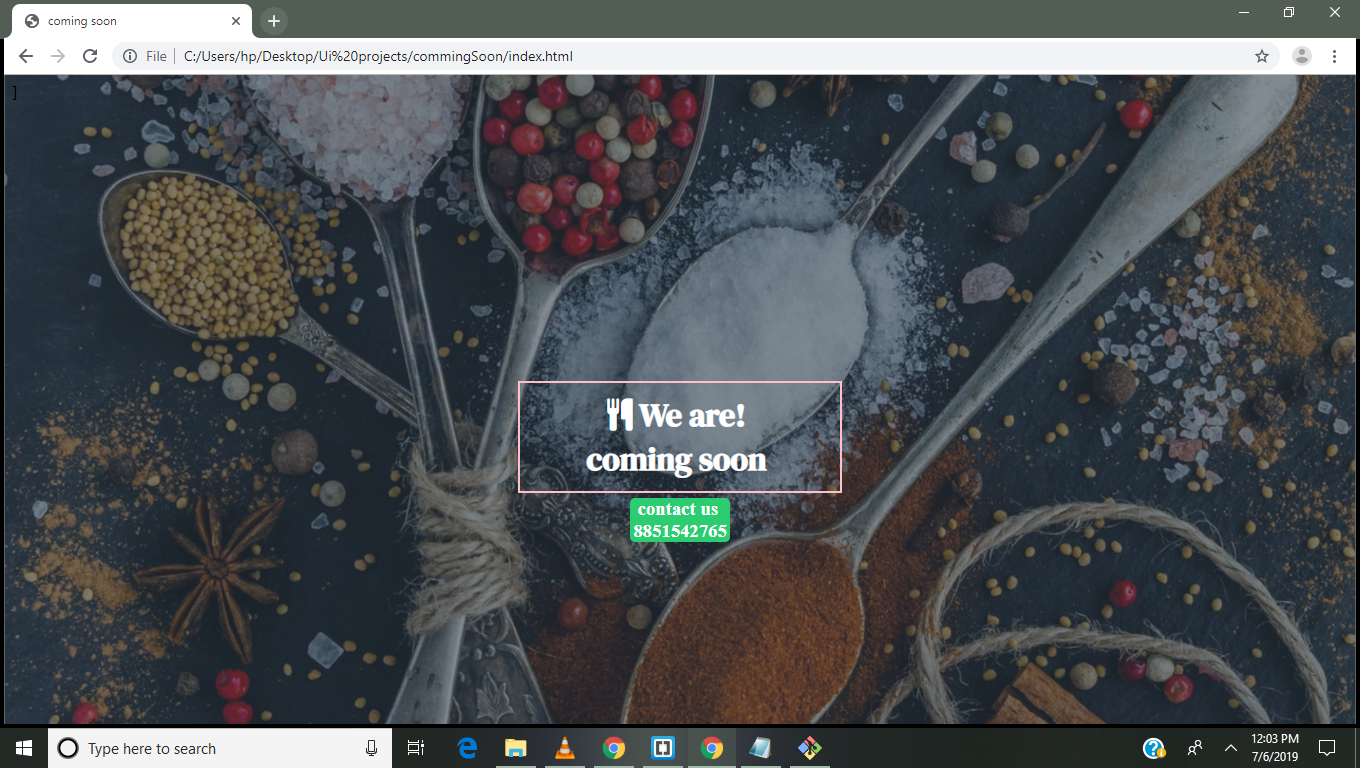 coming soon
File
C:/Users/hp/Desktop/Ui%20projects/commingSoon/index.html
]
We are!
coming soon
contact us
8851542765
Type here to search
12:03 PM
7/6/2019